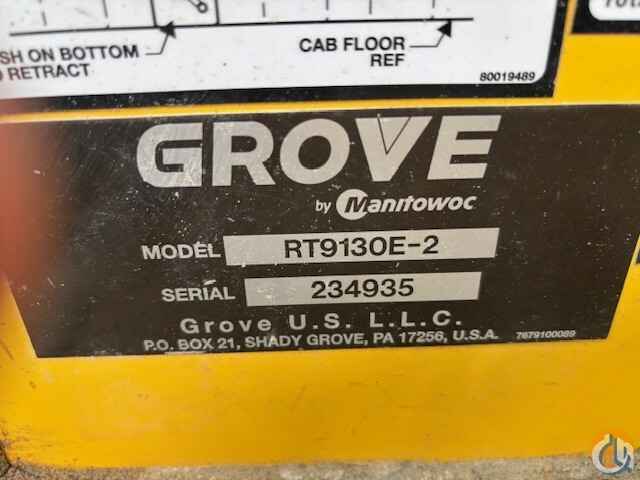 SH ON BOTTOM
O RETRACT
CAB FLOOR
REF
80019489
GROVE
by Manitowoc
MODEL RT9130E-2
SERIAL 234935
Grove U.S. L.L.C.
P.O. BOX 21, SHADY GROVE, PA 17256, U.S.A. 7679100089